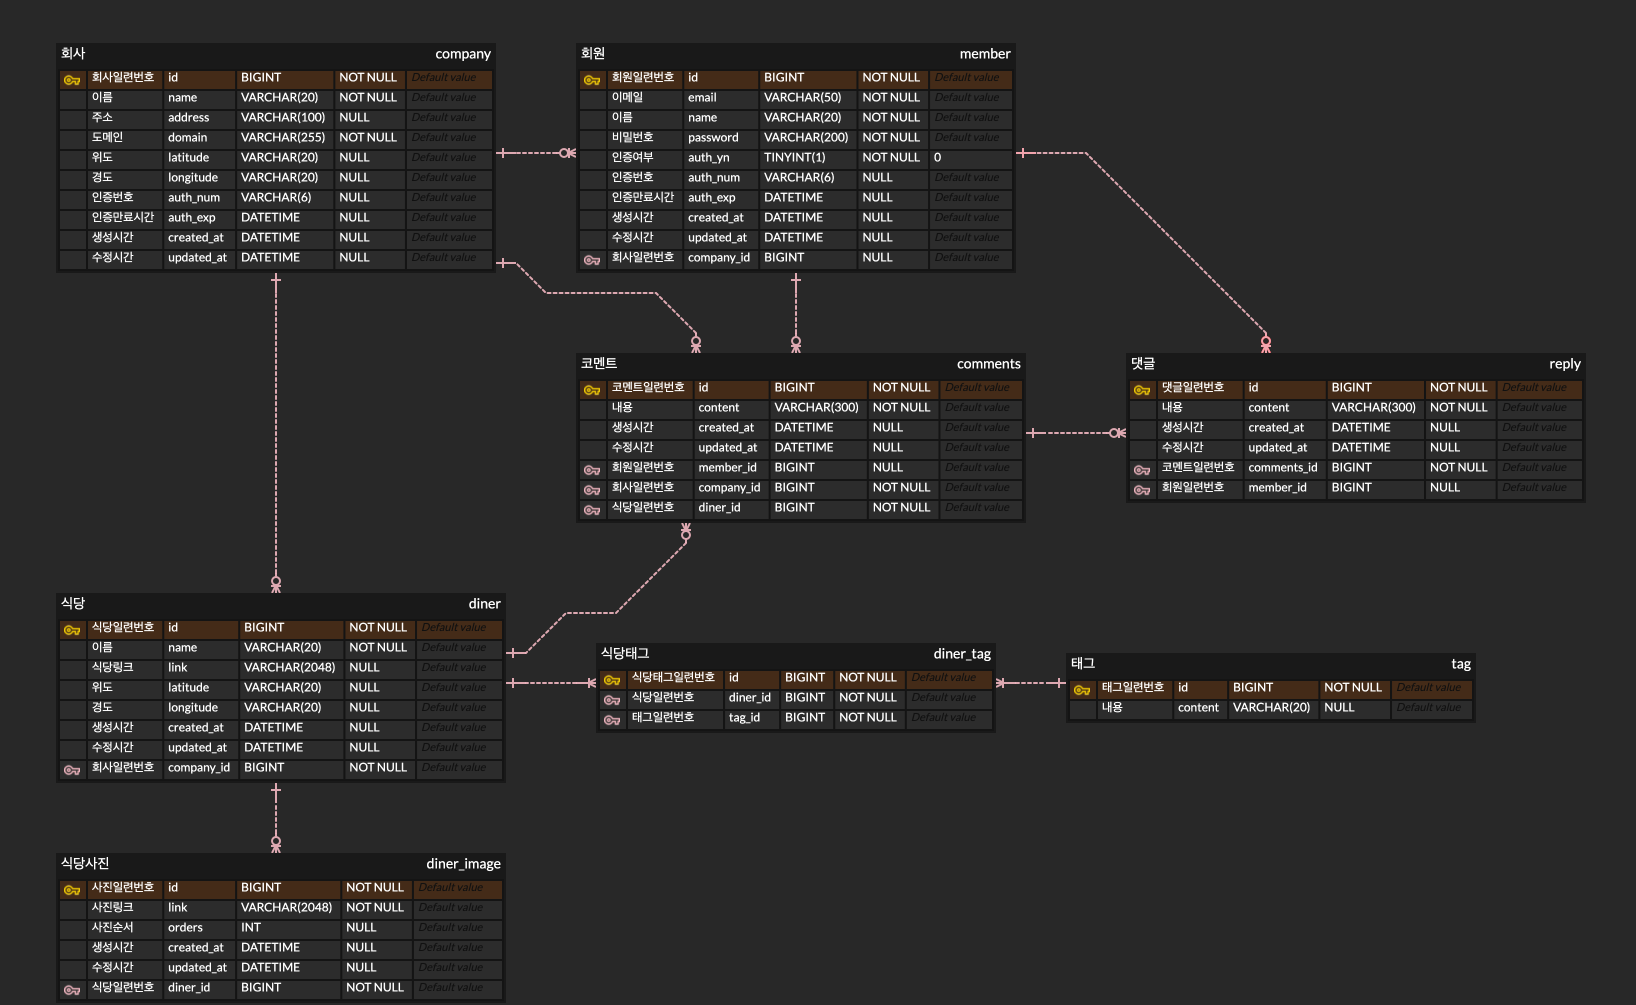 회사 company
회사일련번호 id BIGINT NOT NULL Default value
이름 name VARCHAR(20) NOT NULL Default value
주소 address VARCHAR(100) NULL Default value
도메인 domain VARCHAR(255) NOT NULL Default value
위도 latitude VARCHAR(20) NULL Default value
경도 longitude VARCHAR(20) NULL Default value
인증번호 auth_num VARCHAR(6) NULL Default value
인증만료시간 auth_exp DATETIME NULL Default value
생성시간 created_at DATETIME NULL Default value
수정시간 updated_at DATETIME NULL Default value
회원 member
회원일련번호 id BIGINT NOT NULL Default value
이메일 email VARCHAR(50) NOT NULL Default value
이름 name VARCHAR(20) NOT NULL Default value
비밀번호 password VARCHAR(200) NOT NULL Default value
인증여부 auth_yn TINYINT(1) NOT NULL 0
인증번호 auth_num VARCHAR(6) NULL Default value
인증만료시간 auth_exp DATETIME NULL Default value
생성시간 created_at DATETIME NULL Default value
수정시간 updated_at DATETIME NULL Default value
회사일련번호 company_id BIGINT NULL Default value
코멘트 comments
코멘트일련번호 id BIGINT NOT NULL Default value
내용 content VARCHAR(300) NOT NULL Default value
생성시간 created_at DATETIME NULL Default value
수정시간 updated_at DATETIME NULL Default value
회원일련번호 member_id BIGINT NULL Default value
회사일련번호 company_id BIGINT NOT NULL Default value
식당일련번호 diner_id BIGINT NOT NULL Default value
댓글 reply
댓글일련번호 id BIGINT NOT NULL Default value
내용 content VARCHAR(300) NOT NULL Default value
생성시간 created_at DATETIME NULL Default value
수정시간 updated_at DATETIME NULL Default value
코멘트일련번호 comments_id BIGINT NOT NULL Default value
회원일련번호 member_id BIGINT NULL Default value
식당 diner
식당일련번호 id BIGINT NOT NULL Default value
이름 name VARCHAR(20) NOT NULL Default value
식당링크 link VARCHAR(2048) NULL Default value
위도 latitude VARCHAR(20) NULL Default value
경도 longitude VARCHAR(20) NULL Default value
생성시간 created_at DATETIME NULL Default value
수정시간 updated_at DATETIME NULL Default value
회사일련번호 company_id BIGINT NOT NULL Default value
식당태그 diner_tag
식당태그일련번호 id BIGINT NOT NULL Default value
식당일련번호 diner_id BIGINT NOT NULL Default value
태그일련번호 tag_id BIGINT NOT NULL Default value
태그 tag
태그일련번호 id BIGINT NOT NULL Default value
내용 content VARCHAR(20) NULL Default value
식당사진 diner_image
사진일련번호 id BIGINT NOT NULL Default value
사진링크 link VARCHAR(2048) NOT NULL Default value
사진순서 orders INT NULL Default value
생성시간 created_at DATETIME NULL Default value
수정시간 updated_at DATETIME NULL Default value
식당일련번호 diner_id BIGINT NOT NULL Default value